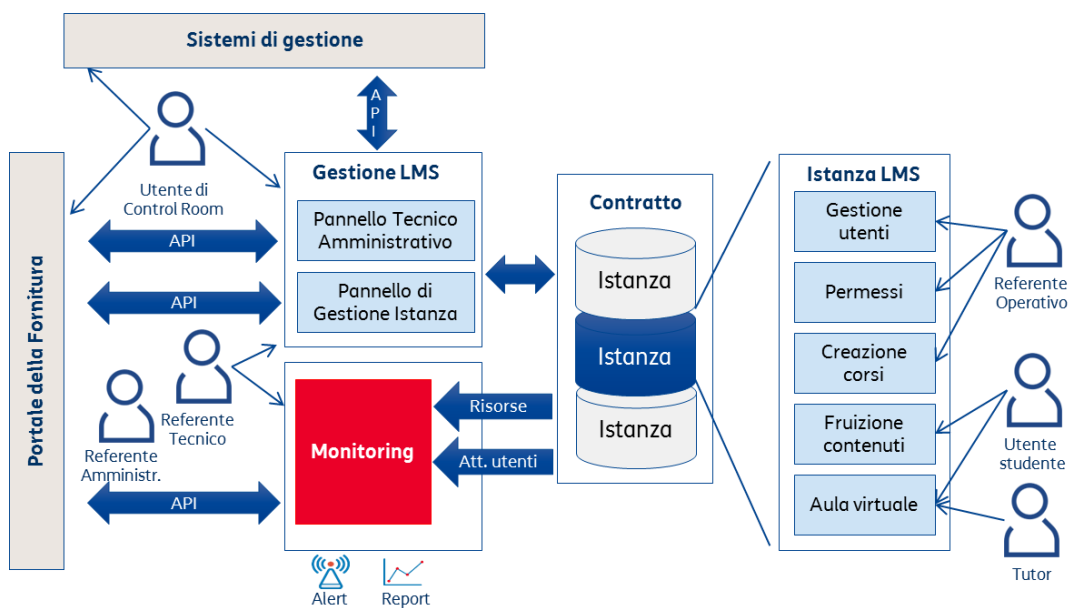 Sistemi di gestione
API
Utente di
Control Room
Portale della Fornitura
Gestione LMS
Pannello Tecnico
Amministrativo
Pannello di
Gestione Istanza
API
API
Referente
Tecnico
Referente
Amministr.
API
Monitoring
Risorse
Att. utenti
Alert
Report
Contratto
Istanza
Istanza
Istanza
Istanza LMS
Gestione
utenti
Permessi
Creazione
corsi
Fruizione
contenuti
Aula virtuale
Referente
Operativo
Utente
studente
Tutor